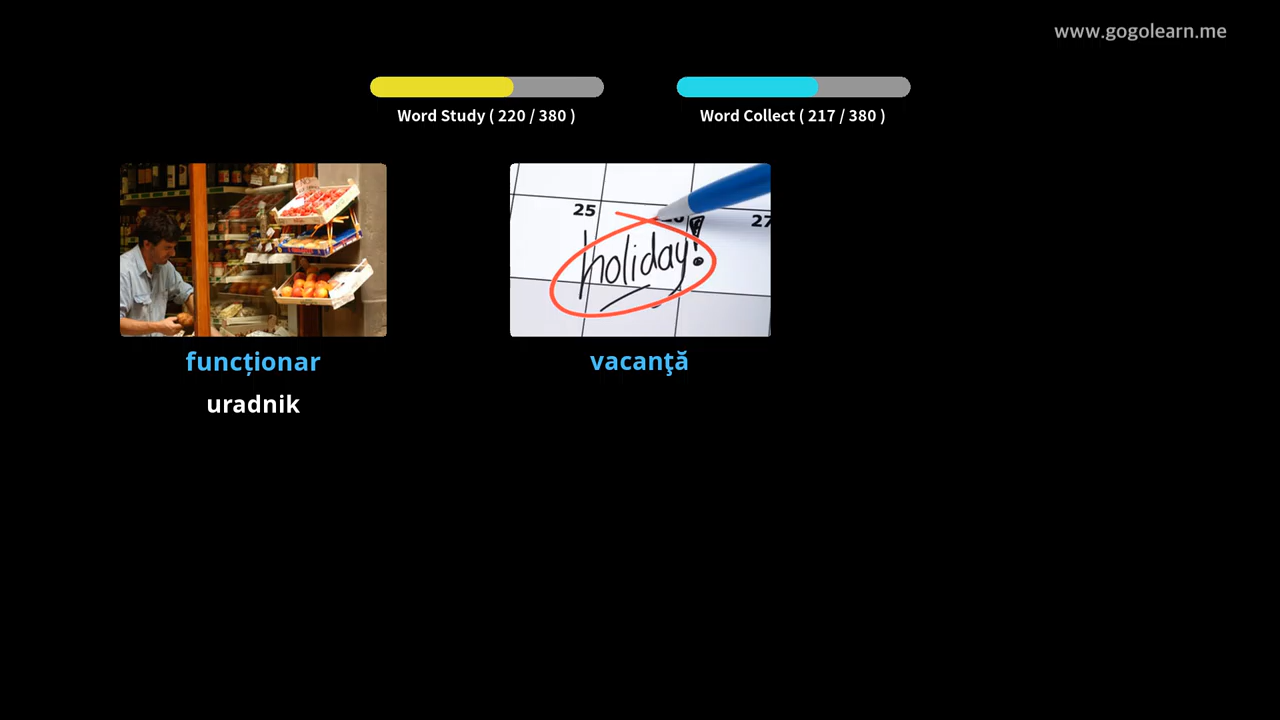 www.gogolearn.me
Word Study ( 220 / 380 )
Word Collect ( 217 / 380 )
25
27
holiday!
funcționar
vacanţă
uradnik